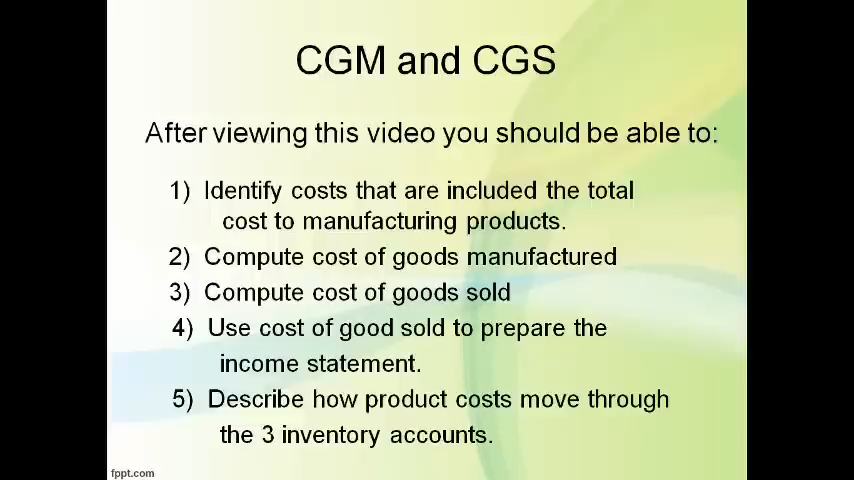 CGM and CGS
After viewing this video you should be able to:
1) Identify costs that are included the total
cost to manufacturing products.
2) Compute cost of goods manufactured
3) Compute cost of goods sold
4) Use cost of good sold to prepare the
income statement.
5) Describe how product costs move through
the 3 inventory accounts.
fppt.com